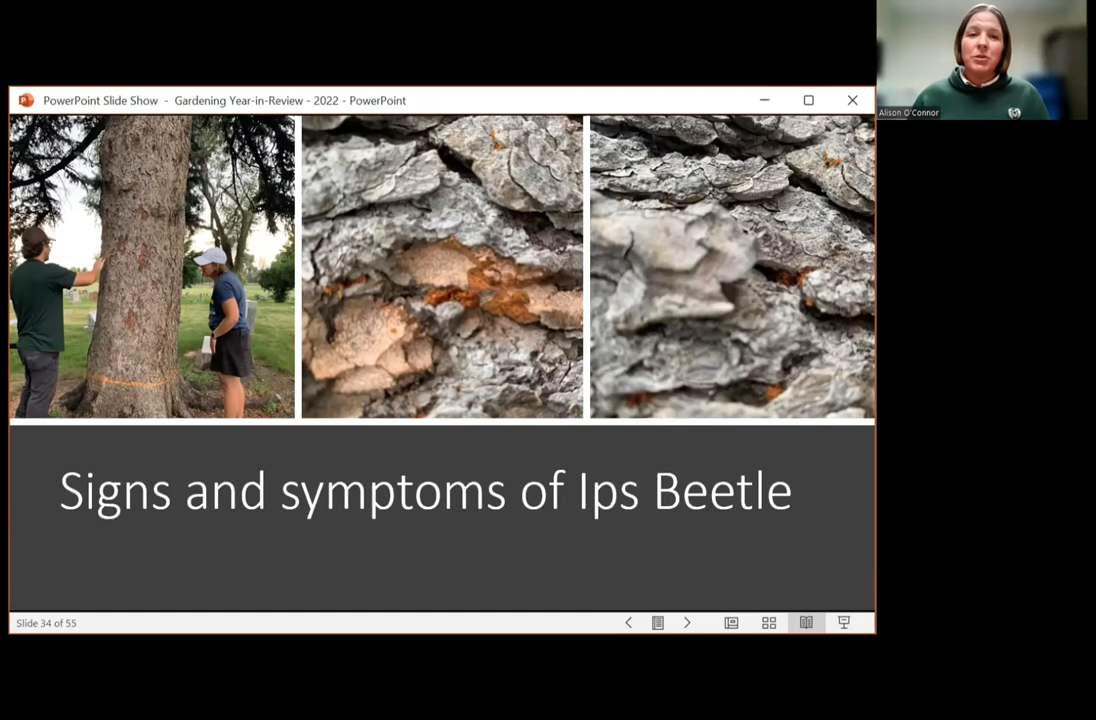 PowerPoint Slide Show - Gardening Year-in-Review - 2022 - PowerPoint
Alison O'Connor
Signs and symptoms of Ips Beetle
Slide 34 of 55